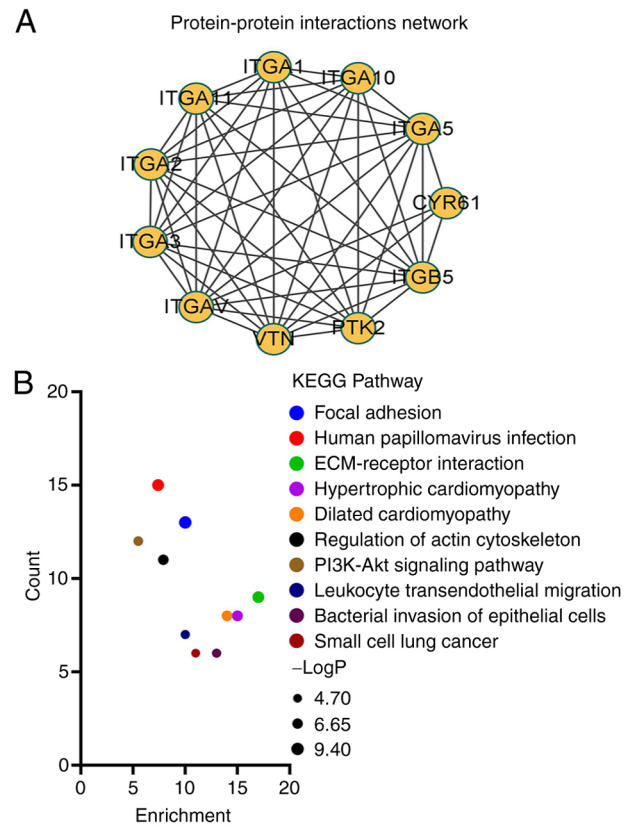 A
Protein-protein interactions network
ITGA1
ITGA10
ITGA11
ITGA5
ITGA2
CYR61
ITGA3
ITGB5
ITGAV
PTK2
VTN
B
KEGG Pathway
Focal adhesion
Human papillomavirus infection
ECM-receptor interaction
Hypertrophic cardiomyopathy
Dilated cardiomyopathy
Regulation of actin cytoskeleton
PI3K-Akt signaling pathway
Leukocyte transendothelial migration
Bacterial invasion of epithelial cells
Small cell lung cancer
−LogP
4.70
6.65
9.40
20
15
10
5
0
Count
0 5 10 15 20
Enrichment